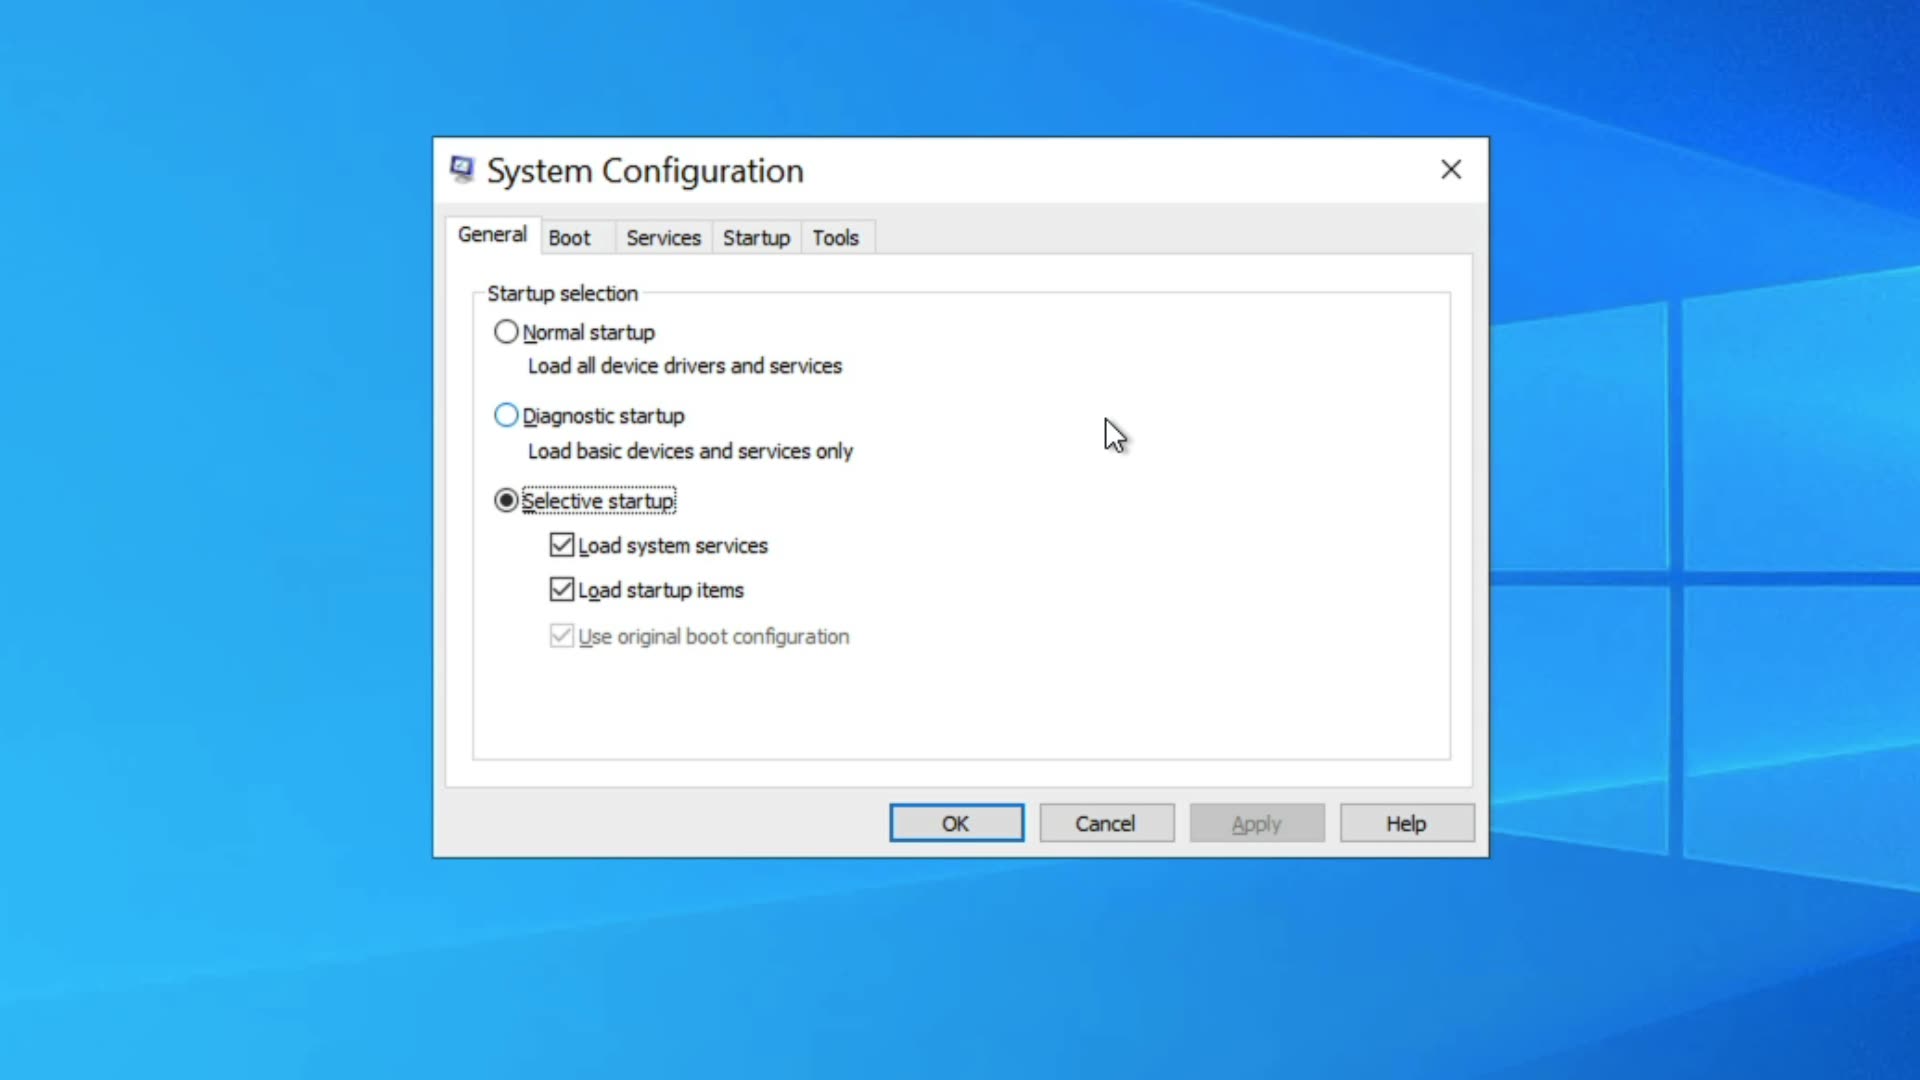 System Configuration
General Boot Services Startup Tools
Startup selection
Normal startup
Load all device drivers and services
Diagnostic startup
Load basic devices and services only
Selective startup
Load system services
Load startup items
Use original boot configuration
OK Cancel Apply Help